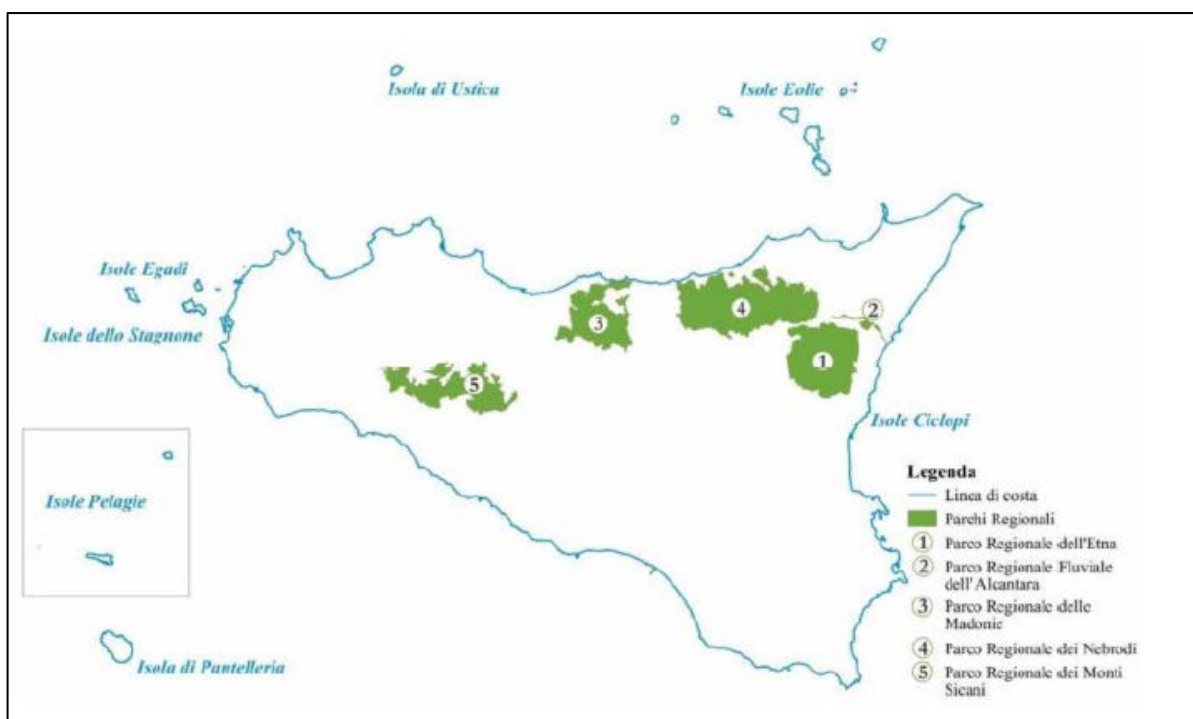 Isola di Ustica
Isole Eolie
Isole Egadi
Isole dello Stagnone
3
4
2
1
5
Isole Ciclopi
Isole Pelagie
Isola di Pantelleria
Legenda
Linea di costa
Parchi Regionali
1 Parco Regionale dell'Etna
2 Parco Regionale Fluviale
dell'Alcantara
3 Parco Regionale delle
Madonie
4 Parco Regionale dei Nebrodi
5 Parco Regionale dei Monti
Sicani